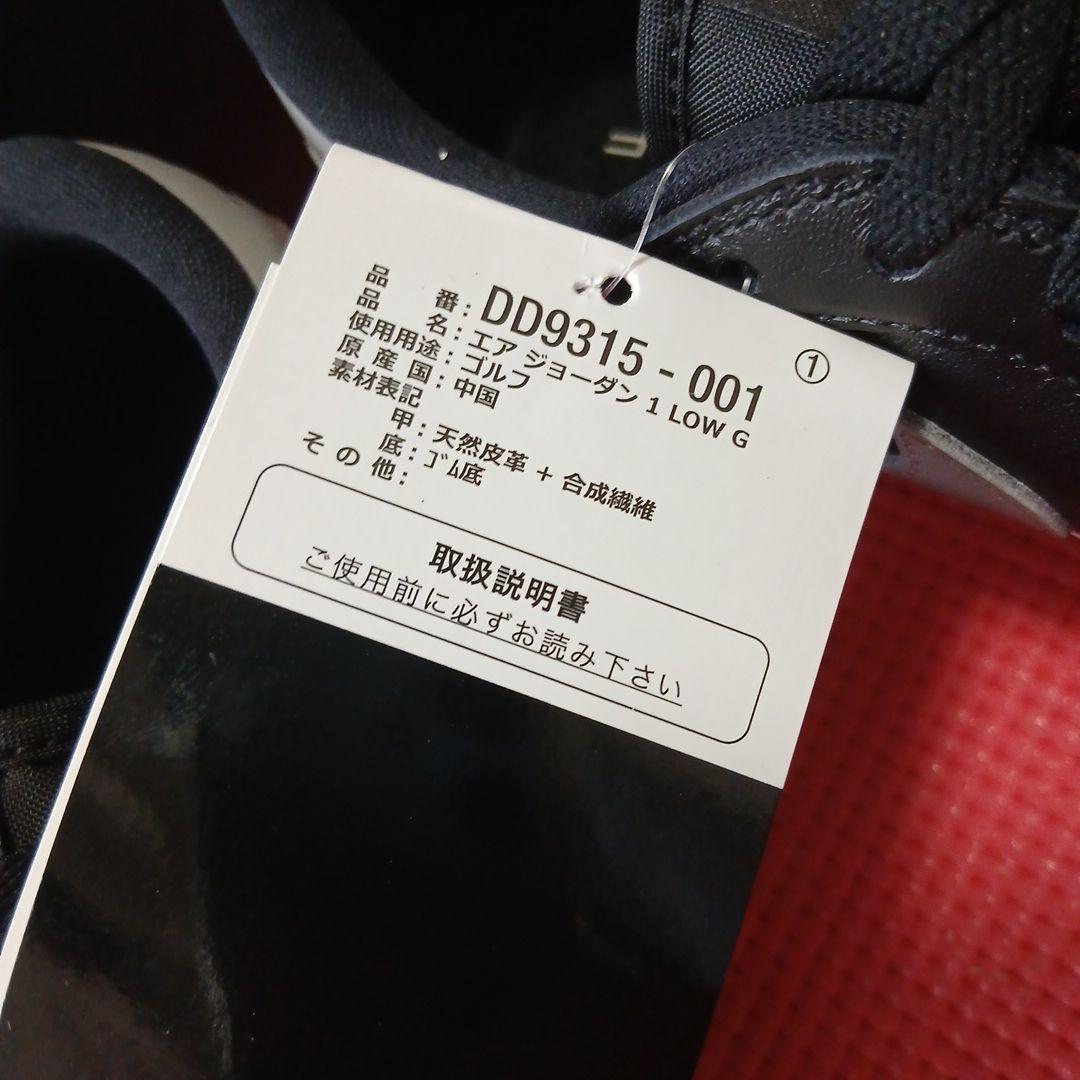 ①
品 番: DD9315 - 001
品 名: エア ジョーダン 1 LOW G
使用用途: ゴルフ
原産国: 中国
素材表記
甲: 天然皮革 + 合成繊維
底: ゴム底
その他:
取扱説明書
ご使用前に必ずお読み下さい